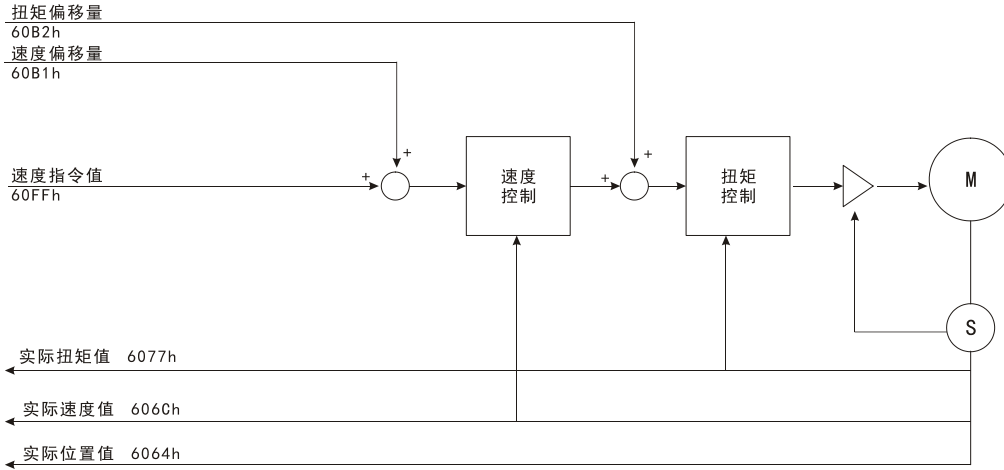 扭矩偏移量
60B2h
速度偏移量
60B1h
速度指令值
60FFh
+
+
速度
控制
+
+
扭矩
控制
M
S
实际扭矩值 6077h
实际速度值 606Ch
实际位置值 6064h